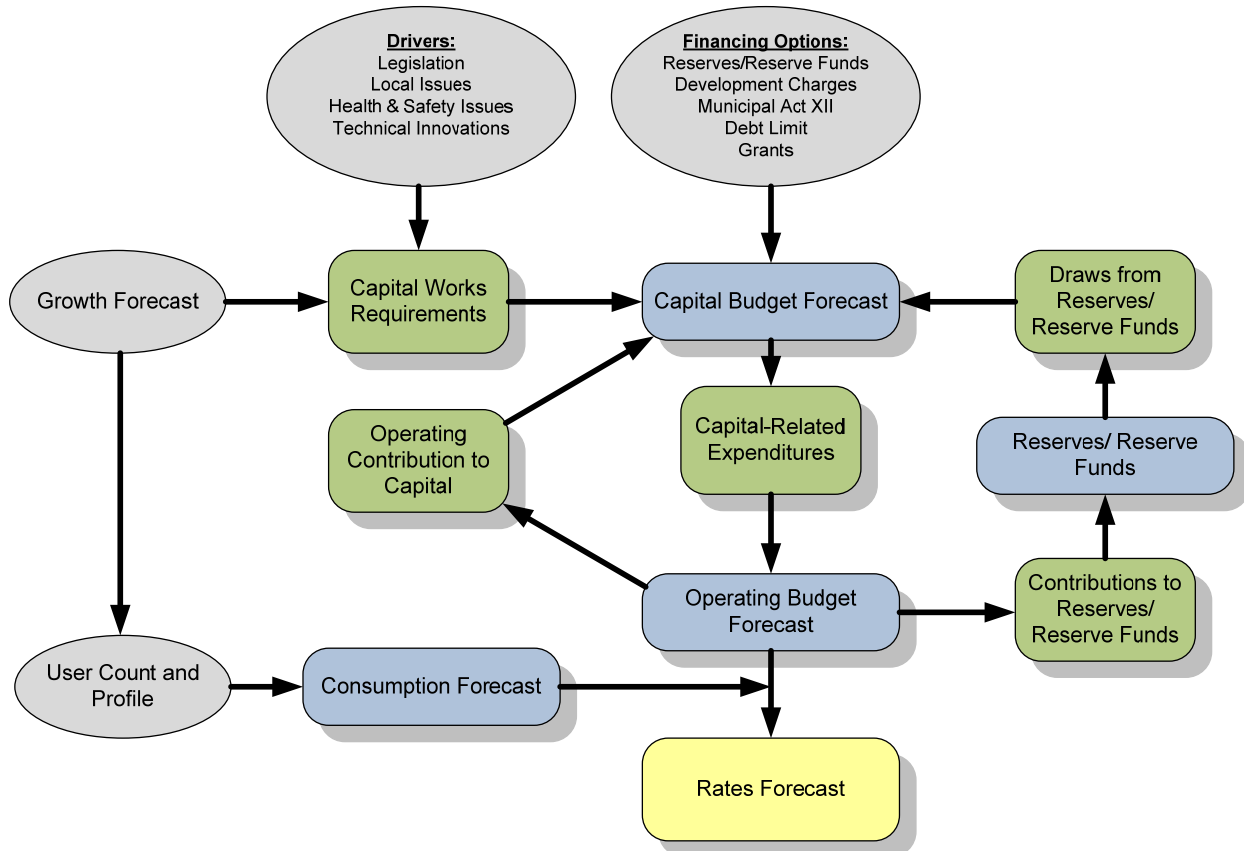 Drivers:
Legislation
Local Issues
Health & Safety Issues
Technical Innovations
Financing Options:
Reserves/Reserve Funds
Development Charges
Municipal Act XII
Debt Limit
Grants
Growth Forecast
Capital Works
Requirements
Capital Budget Forecast
Draws from
Reserves/
Reserve Funds
Operating
Contribution to
Capital
Capital-Related
Expenditures
Reserves/ Reserve
Funds
Operating Budget
Forecast
Contributions to
Reserves/
Reserve Funds
User Count and
Profile
Consumption Forecast
Rates Forecast